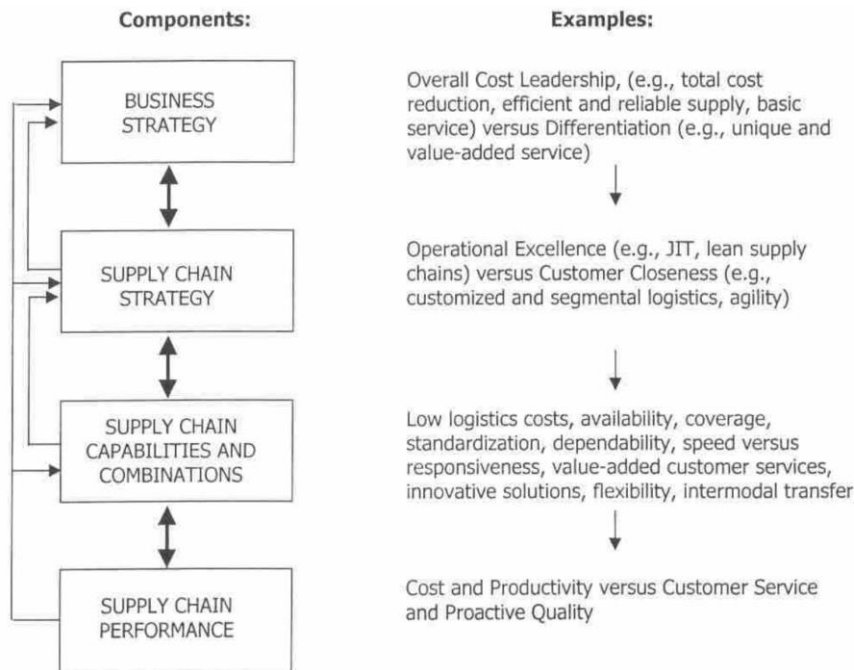 Components:
Examples:
BUSINESS
STRATEGY
Overall Cost Leadership, (e.g., total cost
reduction, efficient and reliable supply, basic
service) versus Differentiation (e.g., unique and
value-added service)
SUPPLY CHAIN
STRATEGY
Operational Excellence (e.g., JIT, lean supply
chains) versus Customer Closeness (e.g.,
customized and segmental logistics, agility)
SUPPLY CHAIN
CAPABILITIES AND
COMBINATIONS
Low logistics costs, availability, coverage,
standardization, dependability, speed versus
responsiveness, value-added customer services,
innovative solutions, flexibility, intermodal transfer
SUPPLY CHAIN
PERFORMANCE
Cost and Productivity versus Customer Service
and Proactive Quality